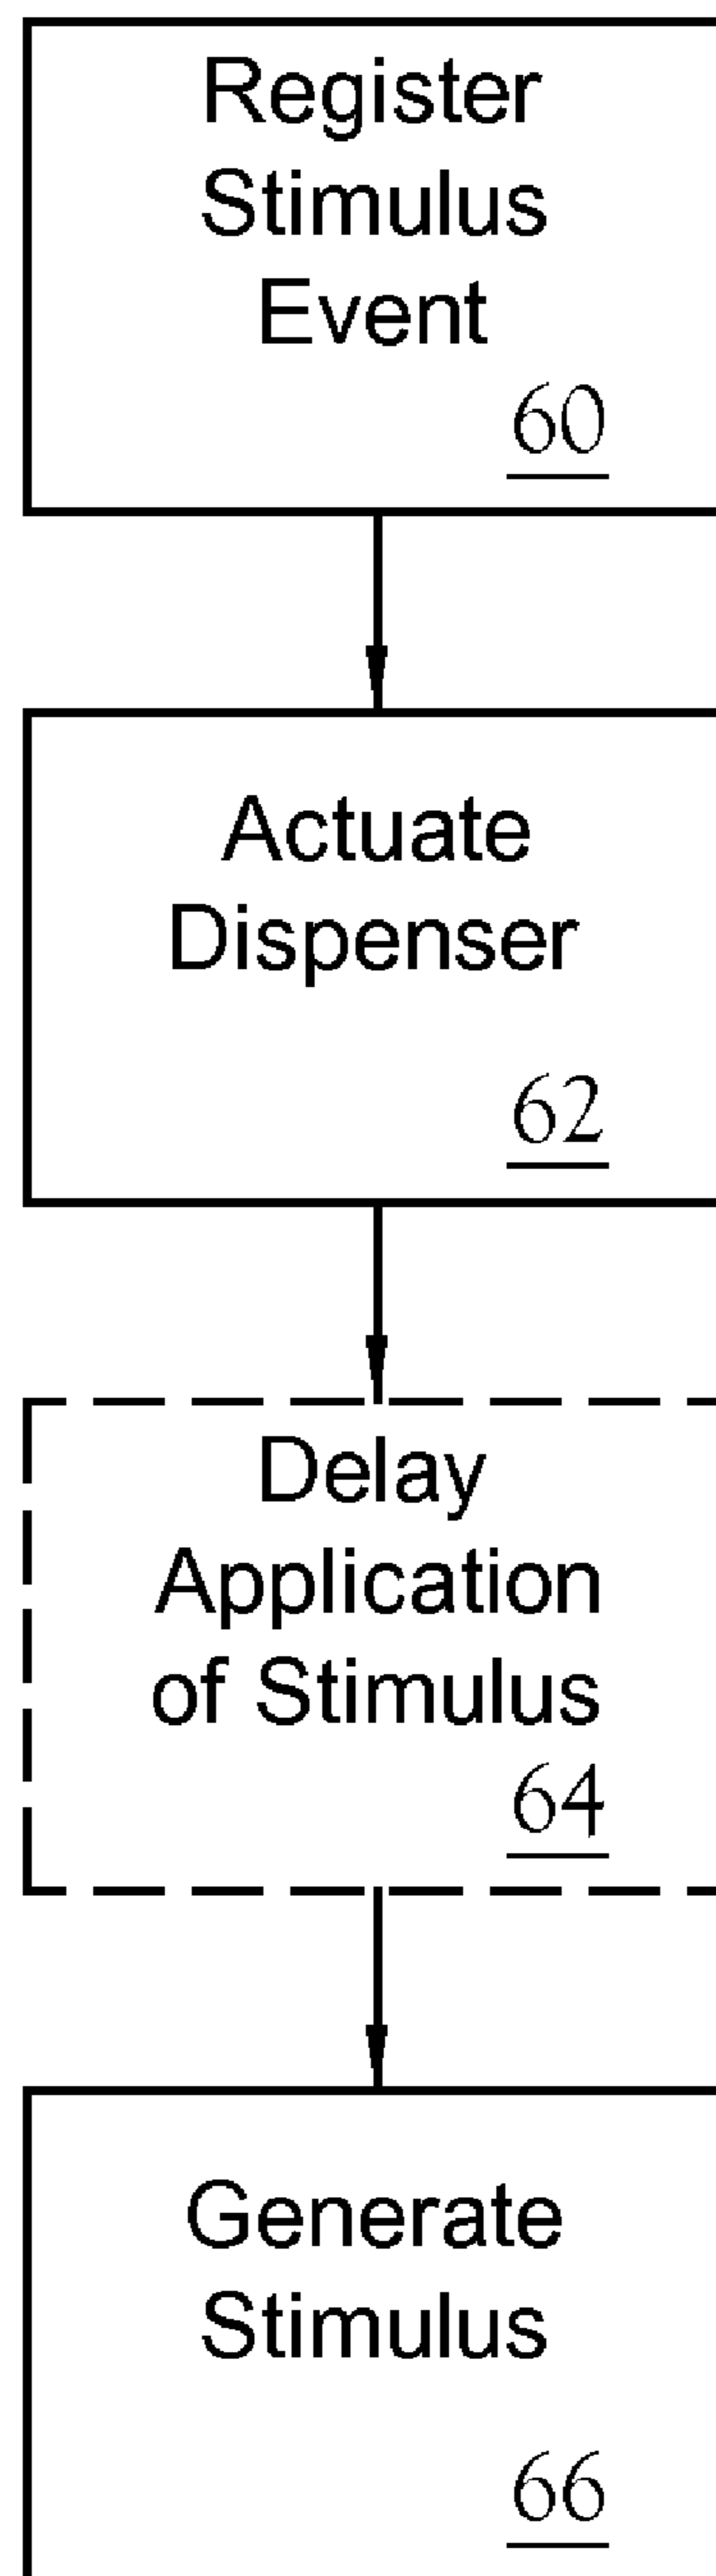 Register
Stimulus
Event
60
Actuate
Dispenser
62
Delay
Application
of Stimulus
64
Generate
Stimulus
66